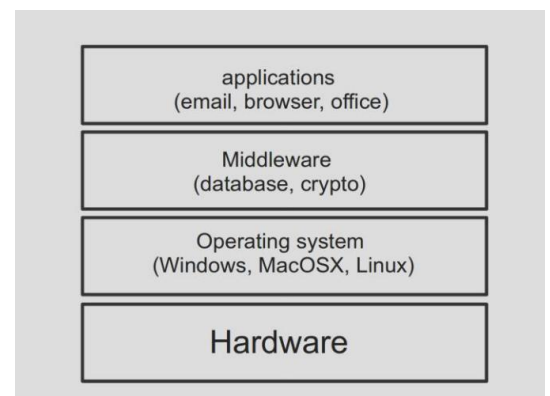 applications
(email, browser, office)
Middleware
(database, crypto)
Operating system
(Windows, MacOSX, Linux)
Hardware